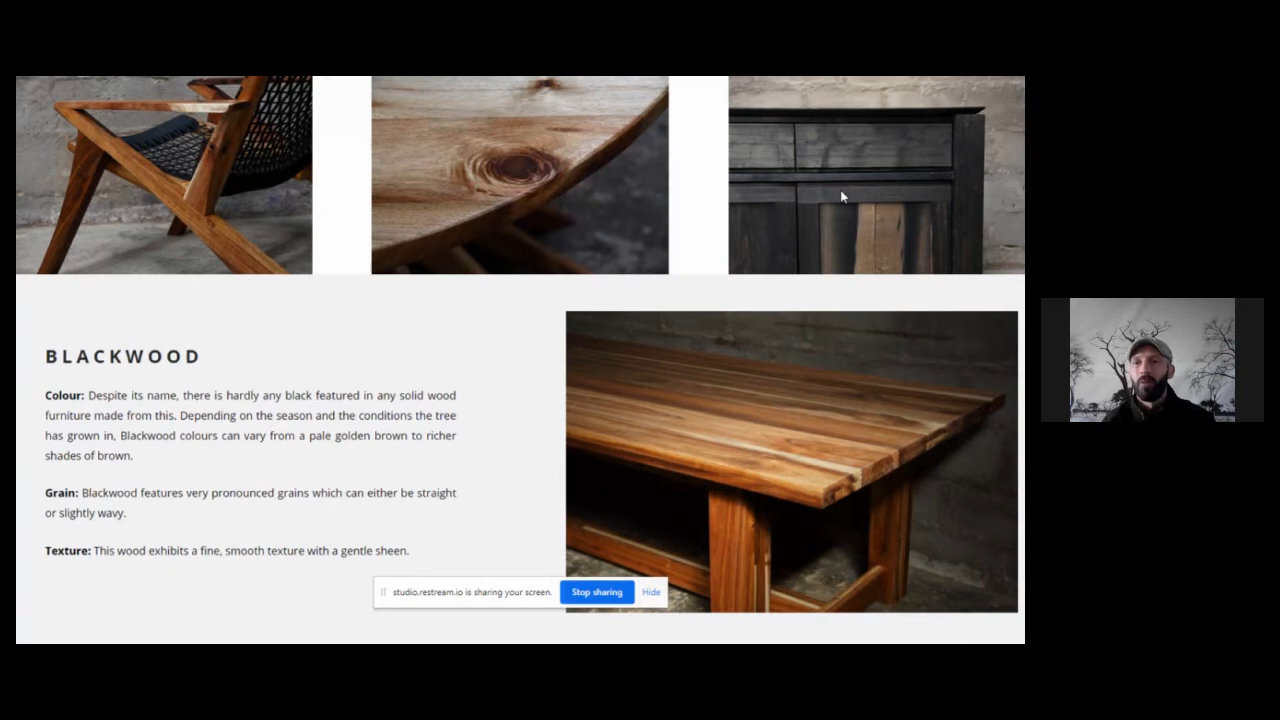 BLACKWOOD
Colour: Despite its name, there is hardly any black featured in any solid wood
furniture made from this. Depending on the season and the conditions the tree
has grown in, Blackwood colours can vary from a pale golden brown to richer
shades of brown.
Grain: Blackwood features very pronounced grains which can either be straight
or slightly wavy.
Texture: This wood exhibits a fine, smooth texture with a gentle sheen.
studio.restream.io is sharing your screen. Stop sharing Hide